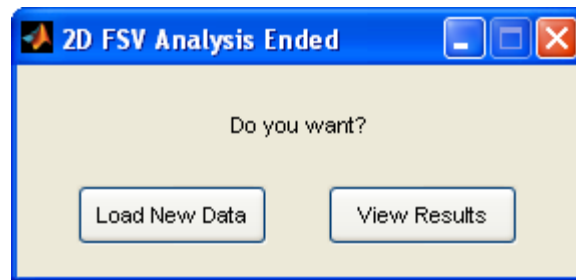 2D FSV Analysis Ended
Do you want?
Load New Data
View Results